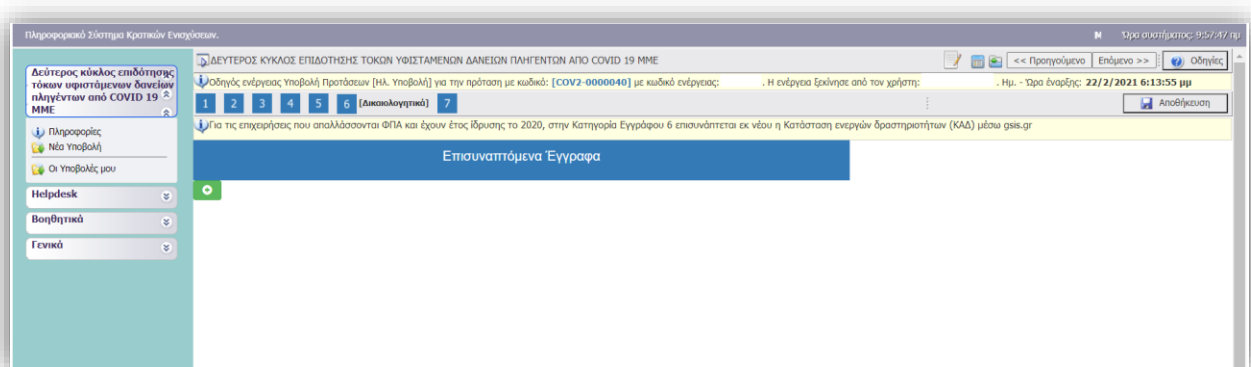 Πληροφοριακό Σύστημα Κρατικών Ενισχύσεων.
Ώρα συστήματος: 9:57:47 πμ
Δεύτερος κύκλος επιδότησης
τόκων υφιστάμενων δανείων
πληγέντων από COVID 19
ΜΜΕ
Πληροφορίες
Νέα Υποβολή
Οι Υποβολές μου
Helpdesk
Βοηθητικά
Γενικά
ΔΕΥΤΕΡΟΣ ΚΥΚΛΟΣ ΕΠΙΔΟΤΗΣΗΣ ΤΟΚΩΝ ΥΦΙΣΤΑΜΕΝΩΝ ΔΑΝΕΙΩΝ ΠΛΗΓΕΝΤΩΝ ΑΠΟ COVID 19 ΜΜΕ
<< Προηγούμενο Επόμενο >> Οδηγίες
Οδηγός ενέργειας Υποβολή Προτάσεων [Ηλ. Υποβολή] για την πρόταση με κωδικό: [COV2-0000040] με κωδικό ενέργειας: . Η ενέργεια ξεκίνησε από τον χρήστη: . Ημ. - Ώρα έναρξης: 22/2/2021 6:13:55 μμ
1 2 3 4 5 6 [Δικαιολογητικά] 7 Αποθήκευση
Για τις επιχειρήσεις που απαλλάσσονται ΦΠΑ και έχουν έτος ίδρυσης το 2020, στην Κατηγορία Εγγράφου 6 επισυνάπτεται εκ νέου η Κατάσταση ενεργών δραστηριοτήτων (ΚΑΔ) μέσω gsis.gr
Επισυναπτόμενα Έγγραφα